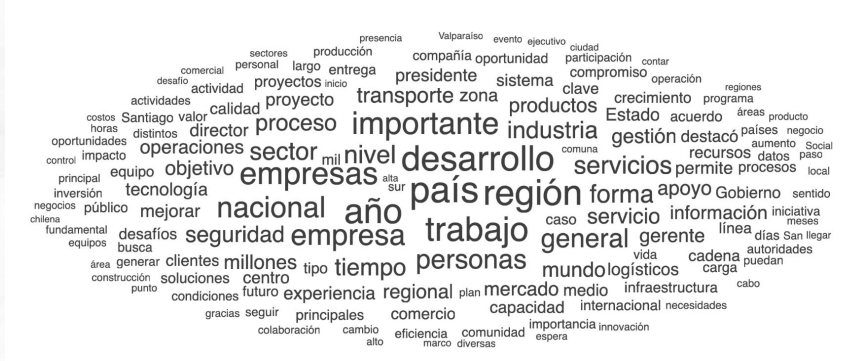 presencia Valparaíso evento ejecutivo ciudad
sectores producción compañía oportunidad participación contar
comercial personal largo entrega presidente sistema compromiso operación
desafío actividad proyectos inicio clave regiones
actividades calidad proyecto transporte zona productos crecimiento programa
costos Santiago valor director proceso importante industria Estado acuerdo áreas producto
horas distintos gestión destacó países negocio
oportunidades operaciones sector mil nivel desarrollo comuna recursos datos aumento Social paso
control impacto equipo objetivo empresas alta servicios permite procesos local
principal tecnología sur país región forma apoyo Gobierno sentido
inversión
negocios público mejorar nacional año caso servicio información iniciativa
chilena meses
fundamental desafíos seguridad empresa trabajo general gerente línea días San llegar
equipos busca autoridades
área generar clientes millones tipo tiempo personas mundo logísticos vida cadena puedan
construcción soluciones centro carga
punto condiciones futuro experiencia regional plan mercado medio infraestructura cabo
gracias seguir principales comercio capacidad internacional necesidades
colaboración cambio eficiencia comunidad importancia innovación
alto marco diversas espera